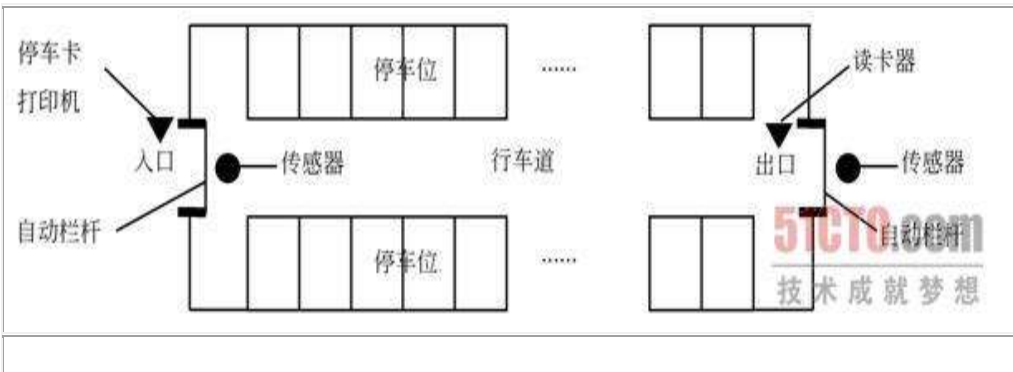 停车卡
打印机
停车位
......
读卡器
入口
传感器
行车道
出口
传感器
自动栏杆
自动栏杆
停车位
......
51CTO.com
技术成就梦想